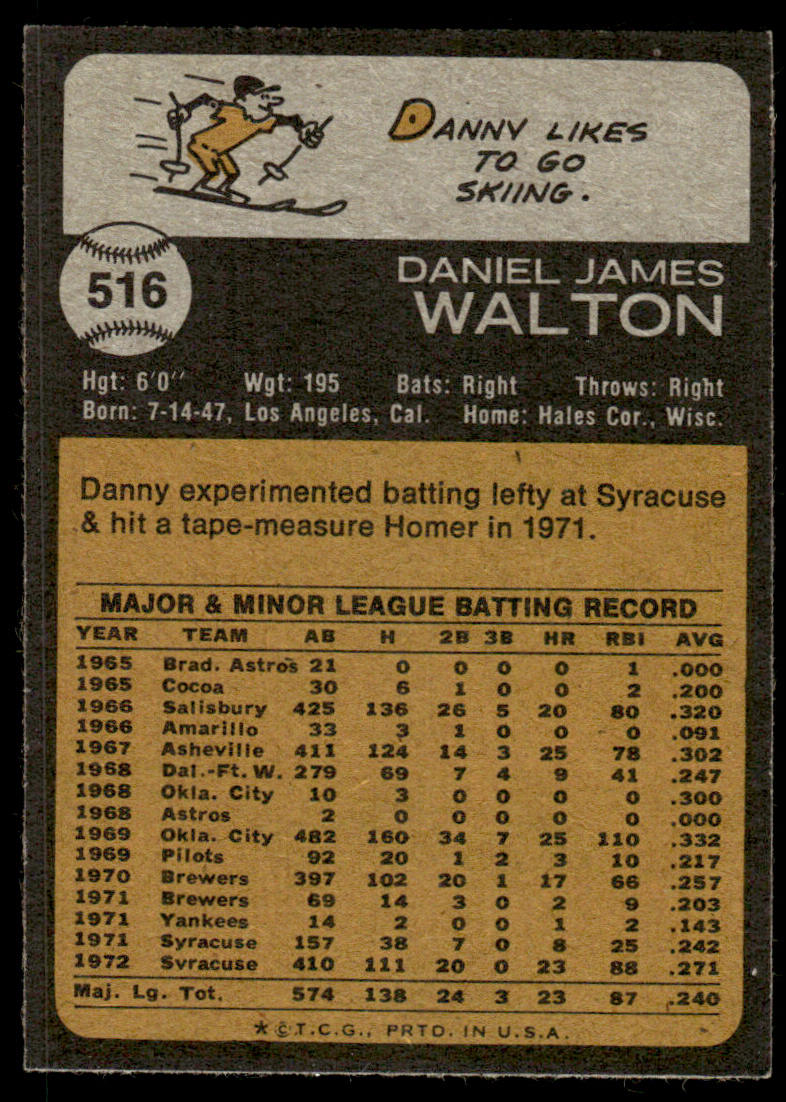 DANNY LIKES
TO GO
SKIING.
516
DANIEL JAMES
WALTON
Hgt: 6'0" Wgt: 195 Bats: Right Throws: Right
Born: 7-14-47, Los Angeles, Cal. Home: Hales Cor., Wisc.
Danny experimented batting lefty at Syracuse
& hit a tape-measure Homer in 1971.
MAJOR & MINOR LEAGUE BATTING RECORD
YEAR TEAM AB H 2B 3B HR RBI AVG
1965 Brad. Astros 21 0 0 0 0 1 .000
1965 Cocoa 30 6 1 0 0 2 .200
1966 Salisbury 425 136 26 5 20 80 .320
1966 Amarillo 33 3 1 0 0 0 .091
1967 Asheville 411 124 14 3 25 78 .302
1968 Dal.-Ft. W. 279 69 7 4 9 41 .247
1968 Okla. City 10 3 0 0 0 0 .300
1968 Astros 2 0 0 0 0 0 .000
1969 Okla. City 482 160 34 7 25 110 .332
1969 Pilots 92 20 1 2 3 10 .217
1970 Brewers 397 102 20 1 17 66 .257
1971 Brewers 69 14 3 0 2 9 .203
1971 Yankees 14 2 0 0 1 2 .143
1971 Syracuse 157 38 7 0 8 25 .242
1972 Syracuse 410 111 20 0 23 88 .271
Maj. Lg. Tot. 574 138 24 3 23 87 .240
*©T.C.G., PRTD. IN U.S.A.